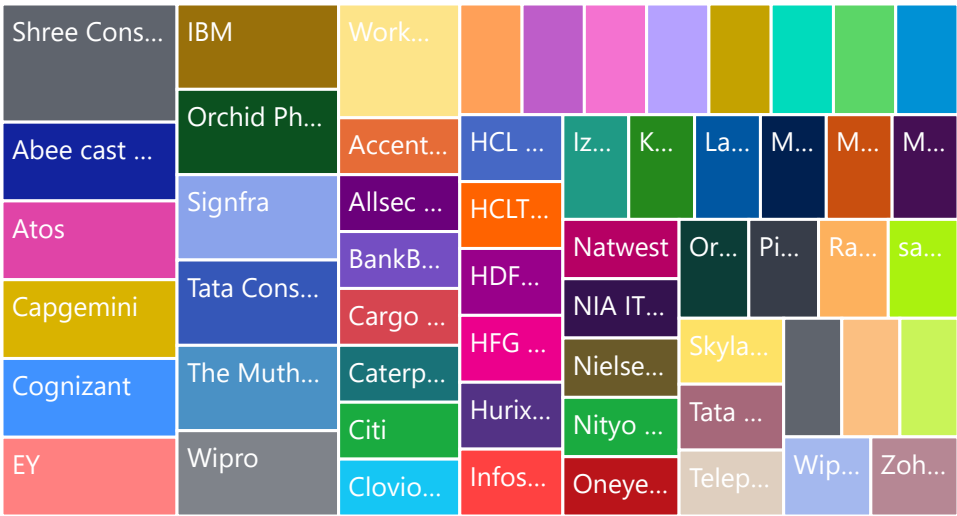 Shree Cons...
Abee cast ...
Atos
Capgemini
Cognizant
EY
IBM
Orchid Ph...
Signfra
Tata Cons...
The Muth...
Wipro
Work...
Accent...
Allsec ...
BankB...
Cargo ...
Caterp...
Citi
Clovio...
HCL ...
HCLT...
HDF...
HFG ...
Hurix...
Infos...
Iz...
K...
La...
M...
M...
M...
Natwest
NIA IT...
Nielse...
Nityo ...
Oneye...
Or...
Pi...
Ra...
sa...
Skyla...
Tata ...
Telep...
Wip...
Zoh...